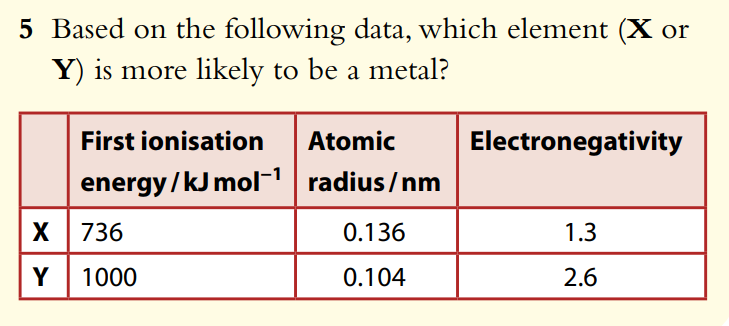 5 Based on the following data, which element (X or
Y) is more likely to be a metal?
First ionisation energy / kJ mol⁻¹ Atomic radius / nm Electronegativity
X 736 0.136 1.3
Y 1000 0.104 2.6